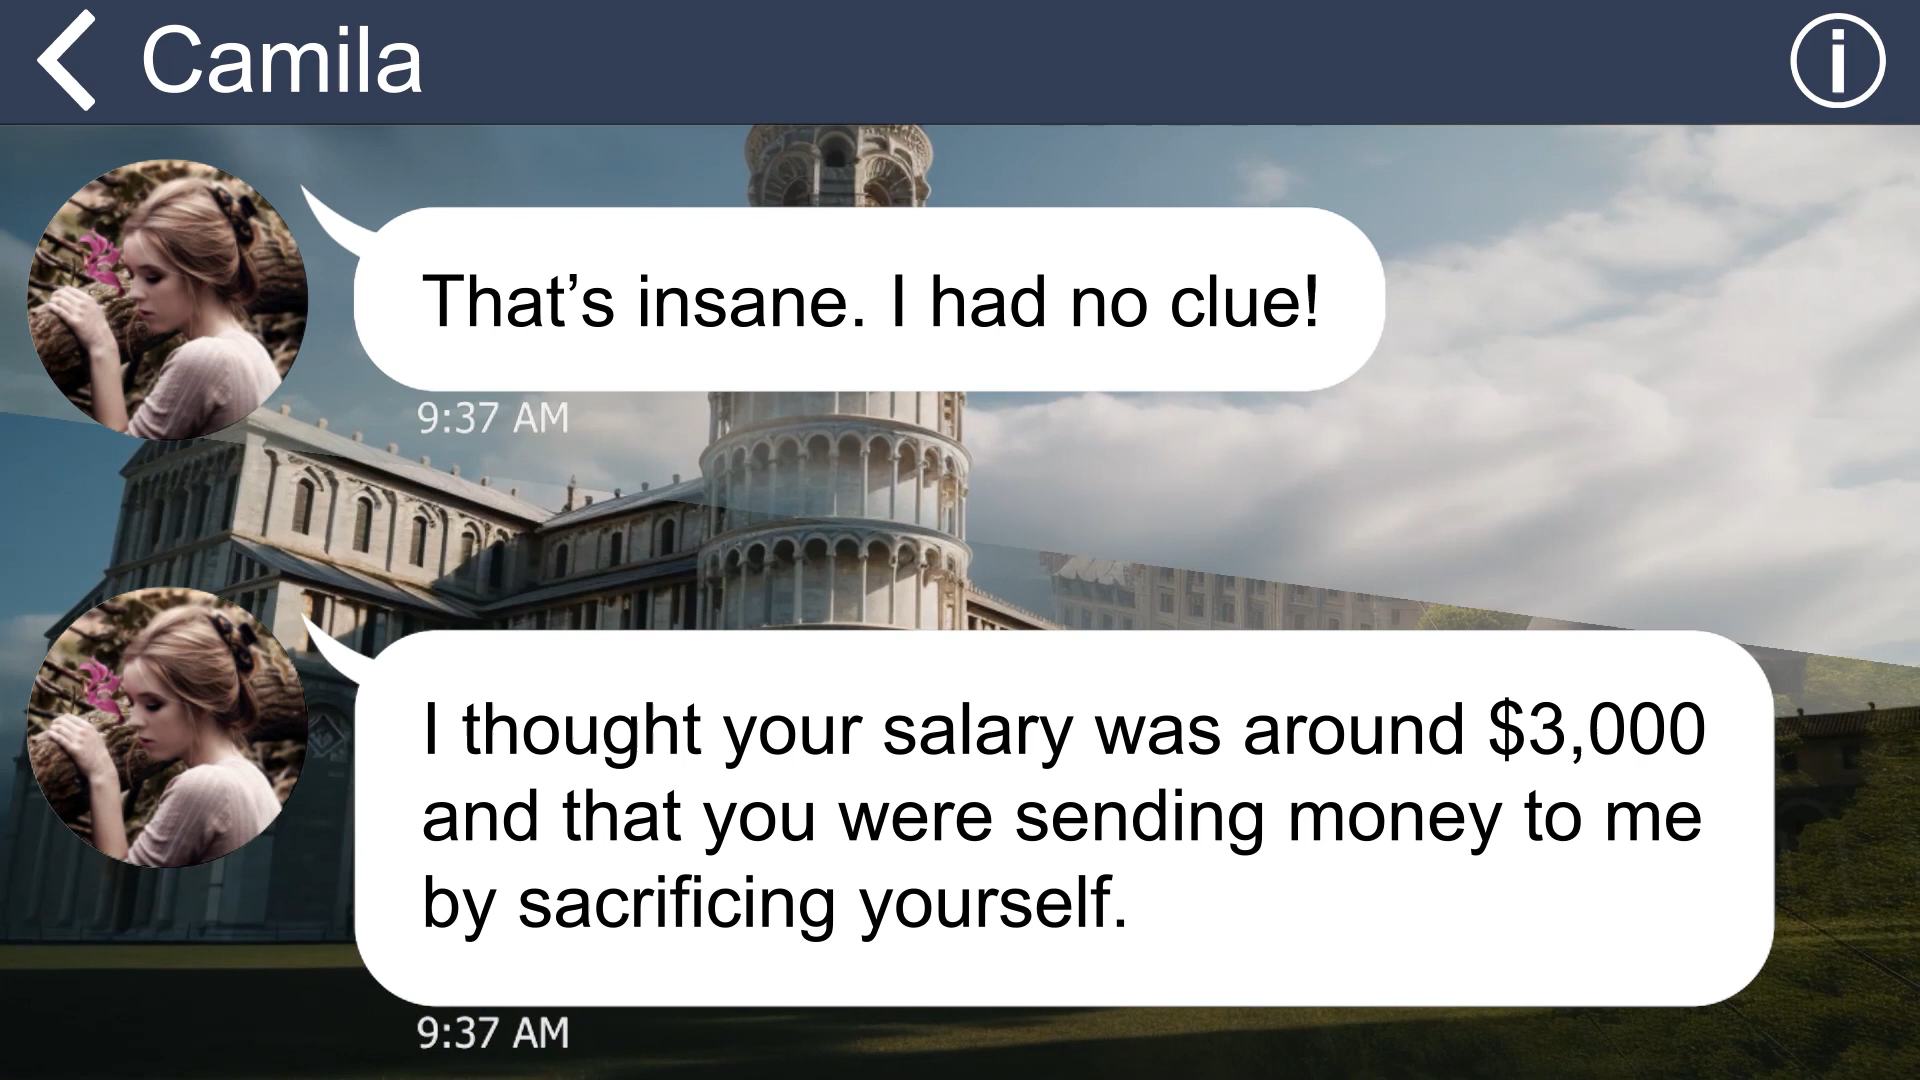 Camila
That’s insane. I had no clue!
9:37 AM
I thought your salary was around $3,000
and that you were sending money to me
by sacrificing yourself.
9:37 AM